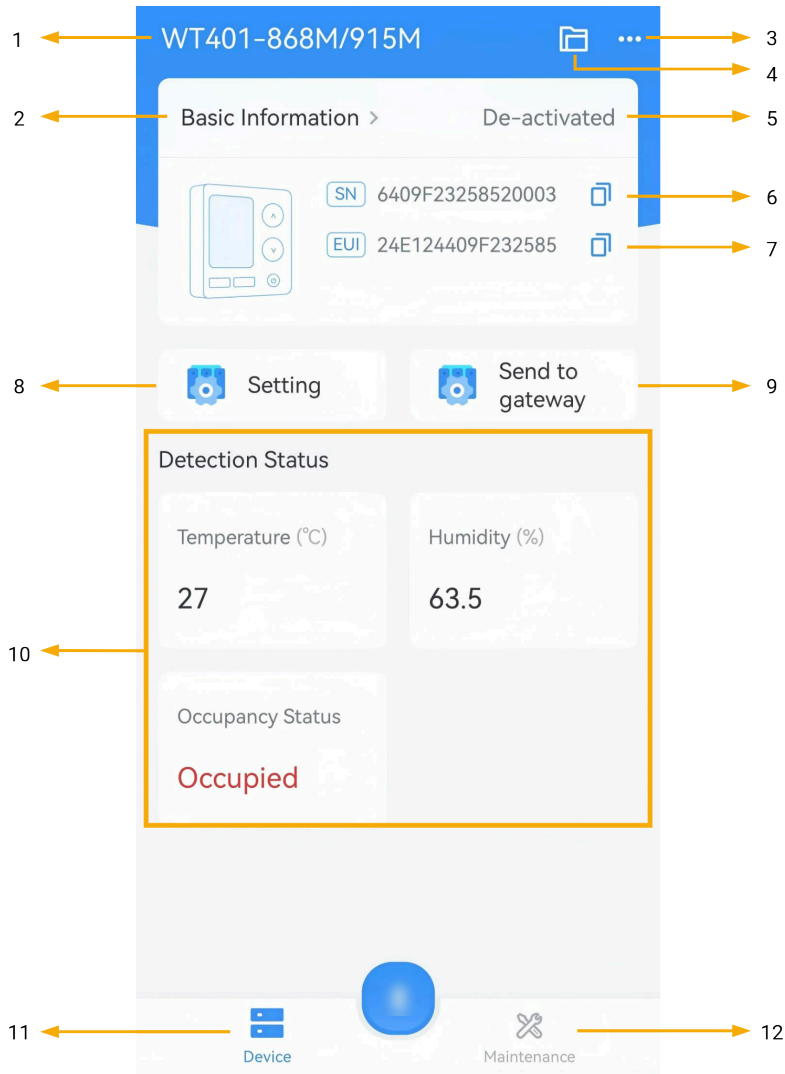 1
WT401-868M/915M
3
4
2
Basic Information >
De-activated
5
SN 6409F23258520003
6
EUI 24E124409F232585
7
8
Setting
Send to
gateway
9
Detection Status
Temperature (℃)
Humidity (%)
27
63.5
10
Occupancy Status
Occupied
11
12
Device
Maintenance